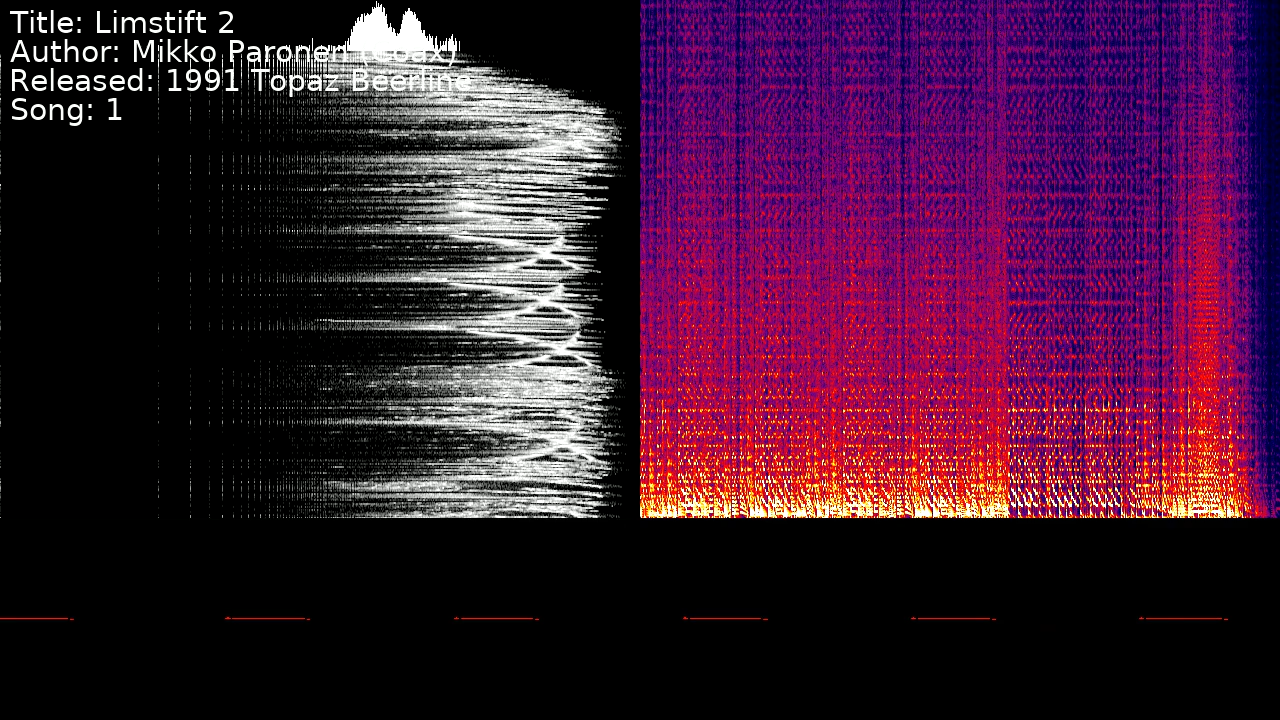 Title: Limstift 2
Author: Mikko Paronen
Released: 1991 Topaz Beerline
Song: 1